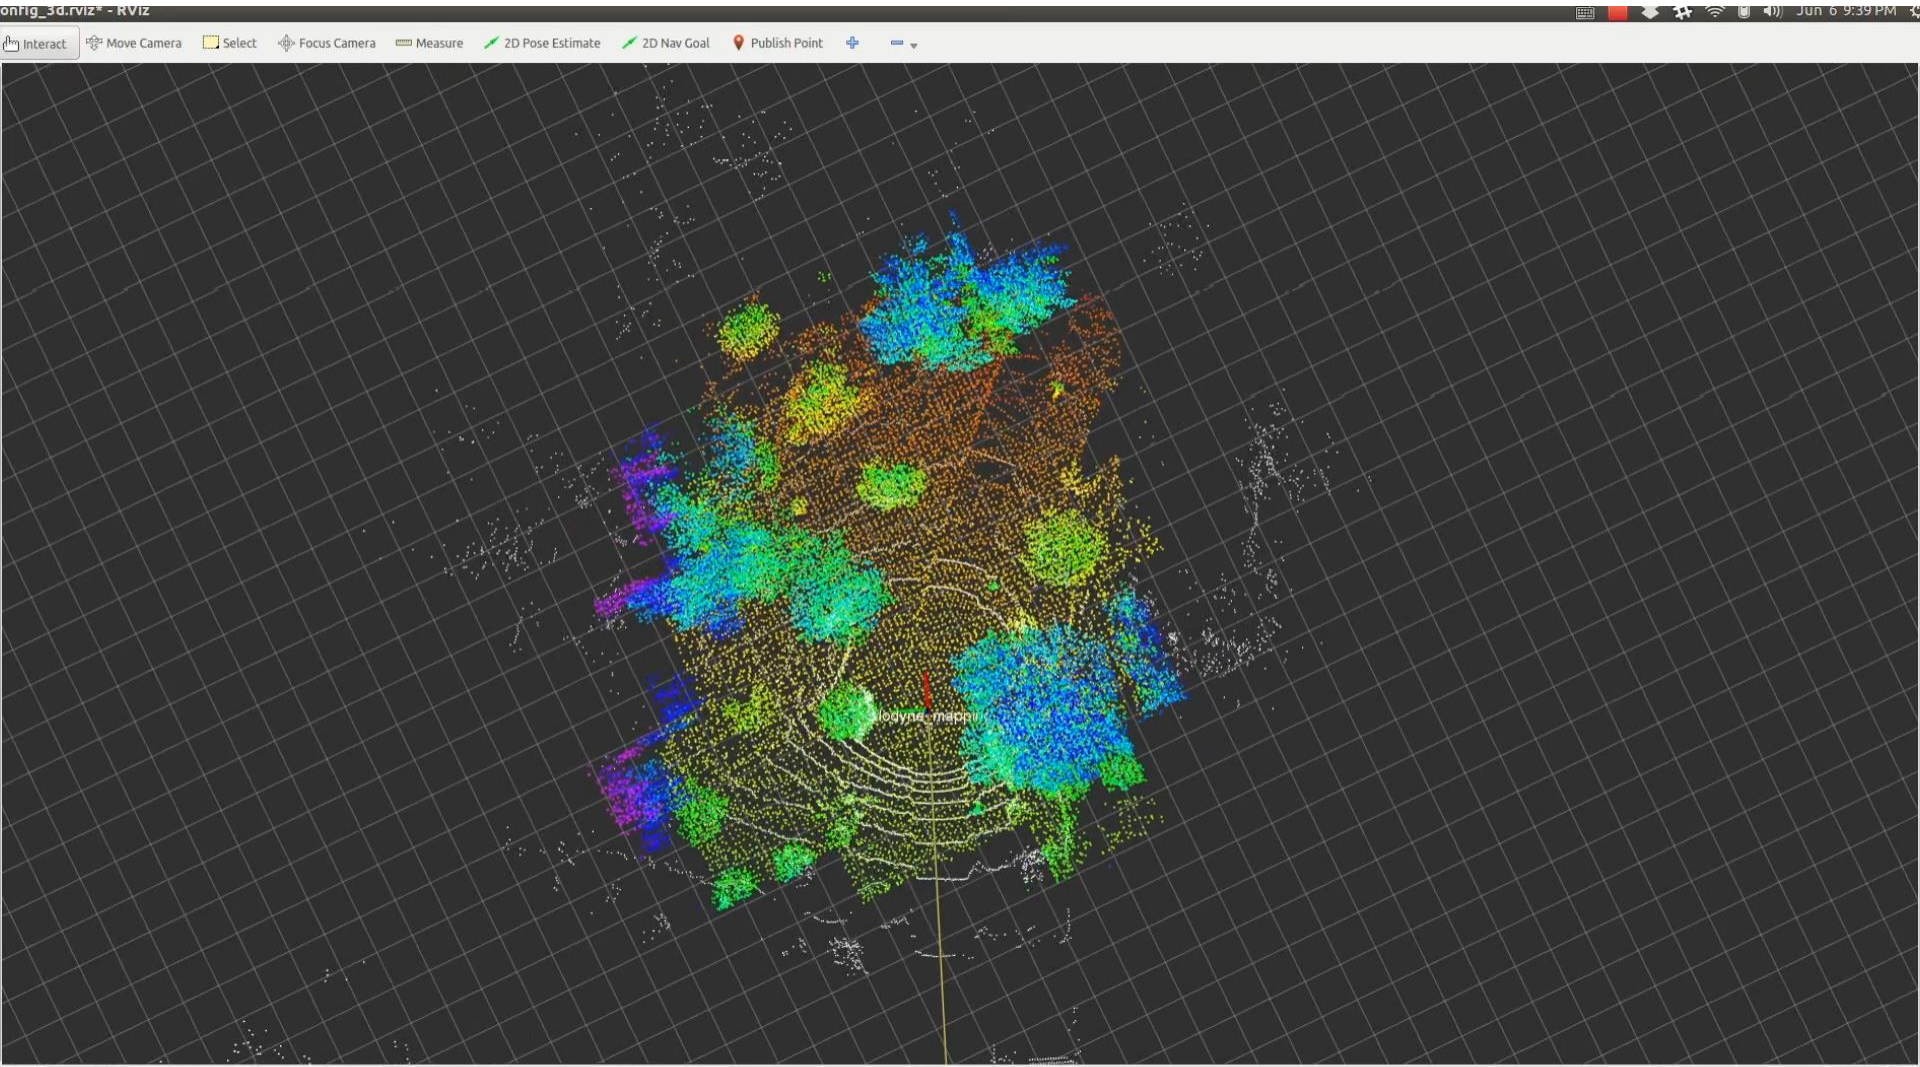 onfig_3d.rviz* - RViz
Jun 6 9:39 PM
Interact Move Camera Select Focus Camera Measure 2D Pose Estimate 2D Nav Goal Publish Point
lodyne_mappi